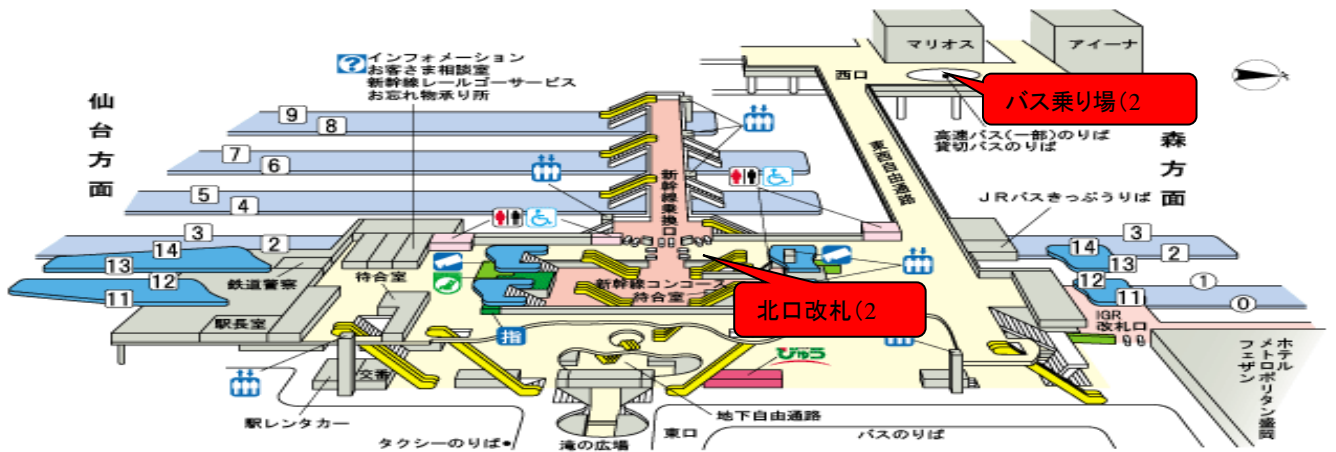 インフォメーション
お客さま相談室
新幹線レールゴーサービス
お忘れ物承り所
マリオス
アイーナ
西口
バス乗り場(2
高速バス(一部)のりば
貸切バスのりば
仙台方面
森方面
9
8
7
6
5
4
3
2
14
13
12
11
新幹線乗換口
東西自由通路
JRバスきっぷうりば
3
2
14
13
12
11
1
0
鉄道警察
待合室
駅長室
新幹線コンコース
待合室
北口改札(2
IGR
改札口
指
びゅう
交番
駅レンタカー
タクシーのりば
滝の広場
地下自由通路
東口
バスのりば
ホテル
メトロポリタン盛岡
フェザン